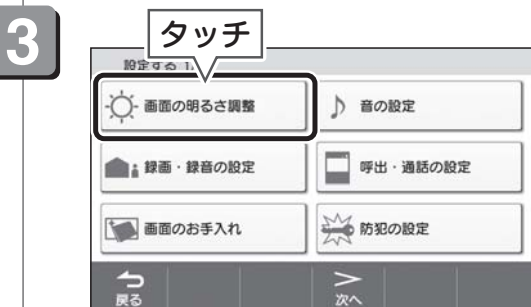 3
タッチ
設定する 1/
画面の明るさ調整
音の設定
録画・録音の設定
呼出・通話の設定
画面のお手入れ
防犯の設定
戻る
次へ